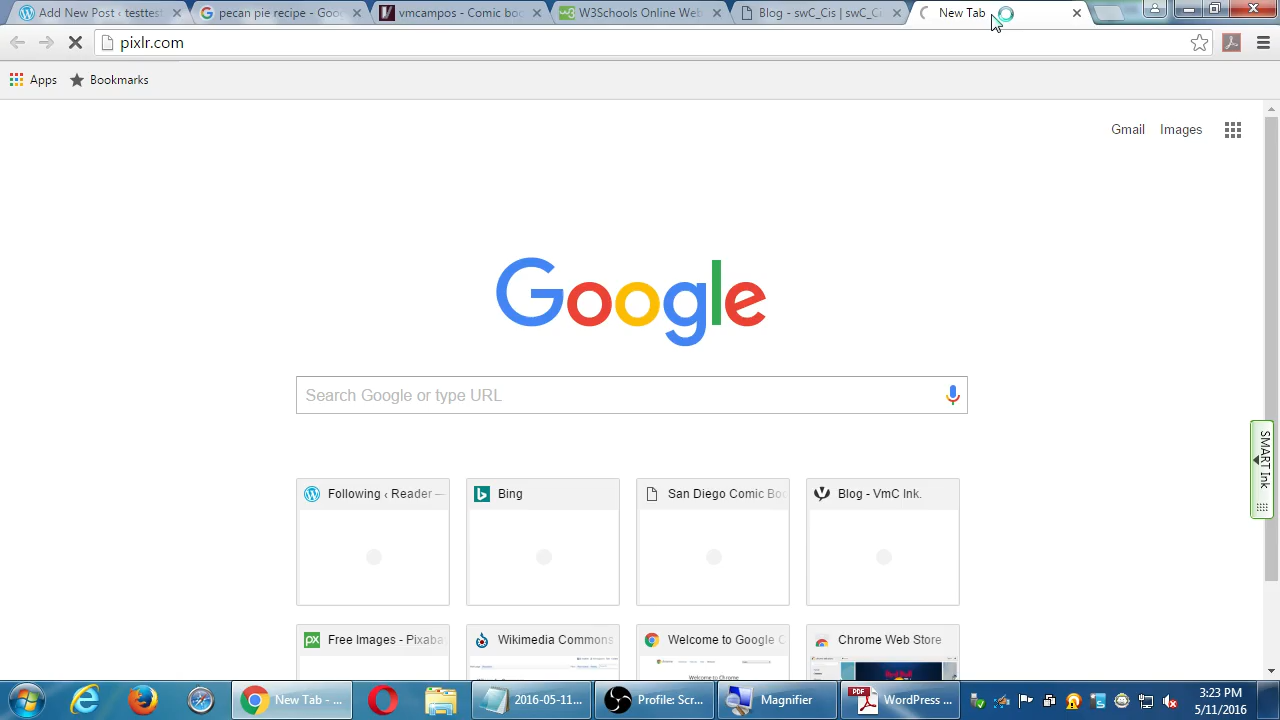 Add New Post ‹ testtest
pecan pie recipe - Goog
vmcampos - Comic boo
W3Schools Online Web
Blog - swC_Cis | swC_Ci
New Tab
pixlr.com
Apps
Bookmarks
Gmail
Images
Google
Search Google or type URL
SMART Ink
Following ‹ Reader —
Bing
San Diego Comic Boo
Blog - VmC Ink.
Free Images - Pixaba
Wikimedia Commons
Welcome to Google C
Chrome Web Store
New Tab - ...
2016-05-11...
Profile: Scr...
Magnifier
WordPress ...
3:23 PM
5/11/2016